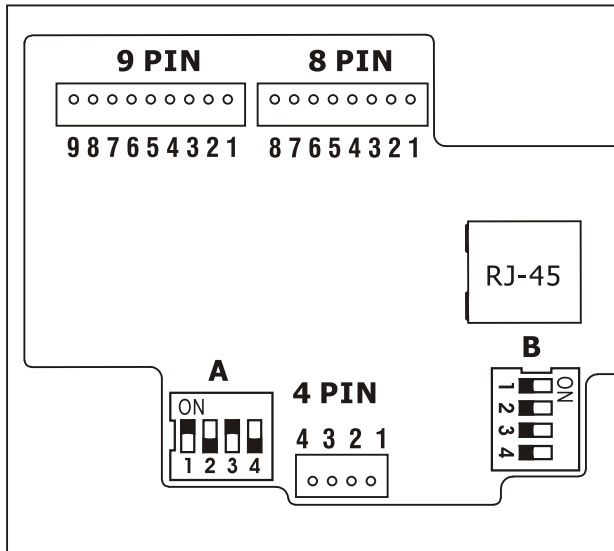 9 PIN
8 PIN
9 8 7 6 5 4 3 2 1
8 7 6 5 4 3 2 1
RJ-45
B
ON
1
2
3
4
A
ON
1 2 3 4
4 PIN
4 3 2 1